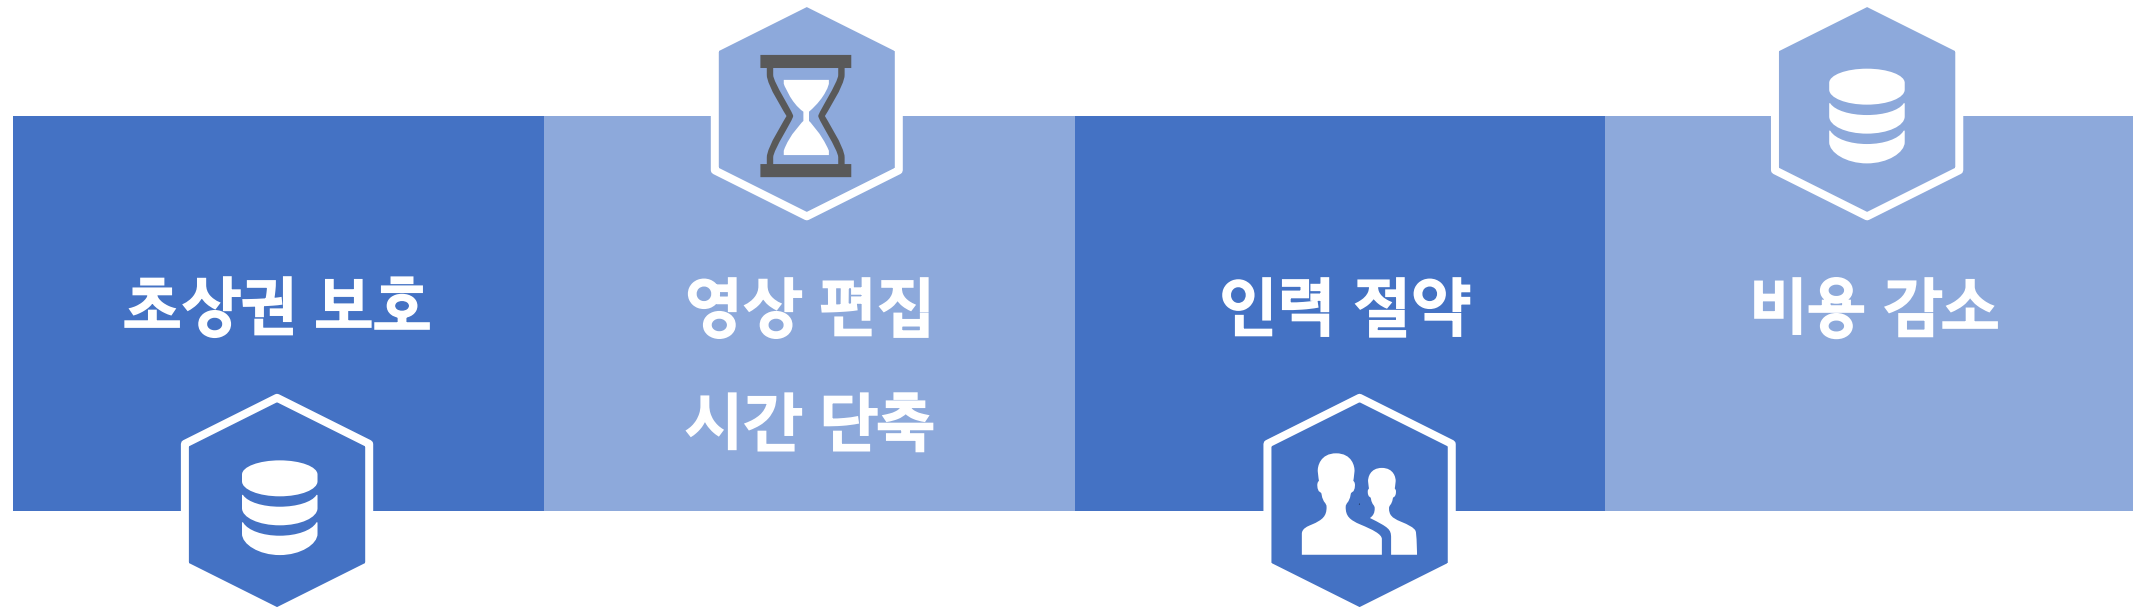 초상권 보호
영상 편집
시간 단축
인력 절약
비용 감소